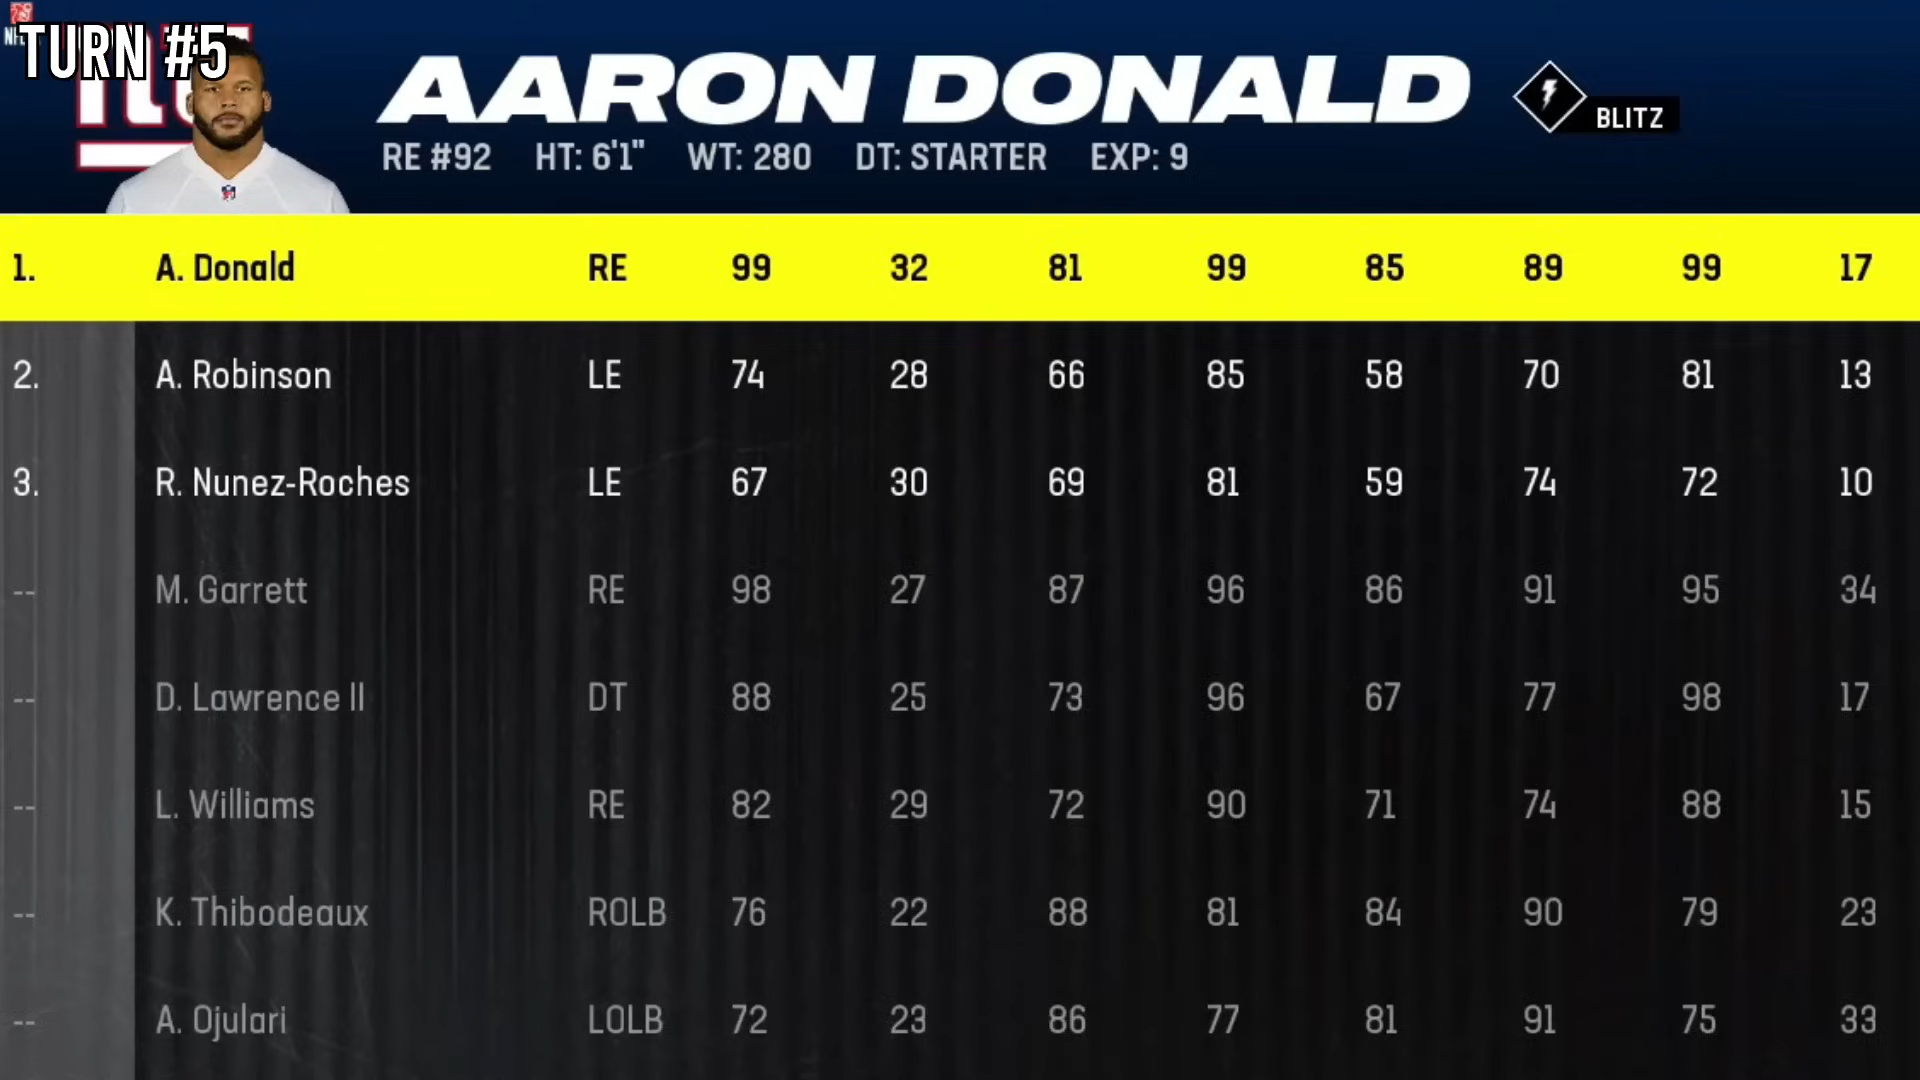 TURN #5
AARON DONALD
BLITZ
RE #92 HT: 6'1" WT: 280 DT: STARTER EXP: 9
1. A. Donald RE 99 32 81 99 85 89 99 17
2. A. Robinson LE 74 28 66 85 58 70 81 13
3. R. Nunez-Roches LE 67 30 69 81 59 74 72 10
-- M. Garrett RE 98 27 87 96 86 91 95 34
-- D. Lawrence II DT 88 25 73 96 67 77 98 17
-- L. Williams RE 82 29 72 90 71 74 88 15
-- K. Thibodeaux ROLB 76 22 88 81 84 90 79 23
-- A. Ojulari LOLB 72 23 86 77 81 91 75 33